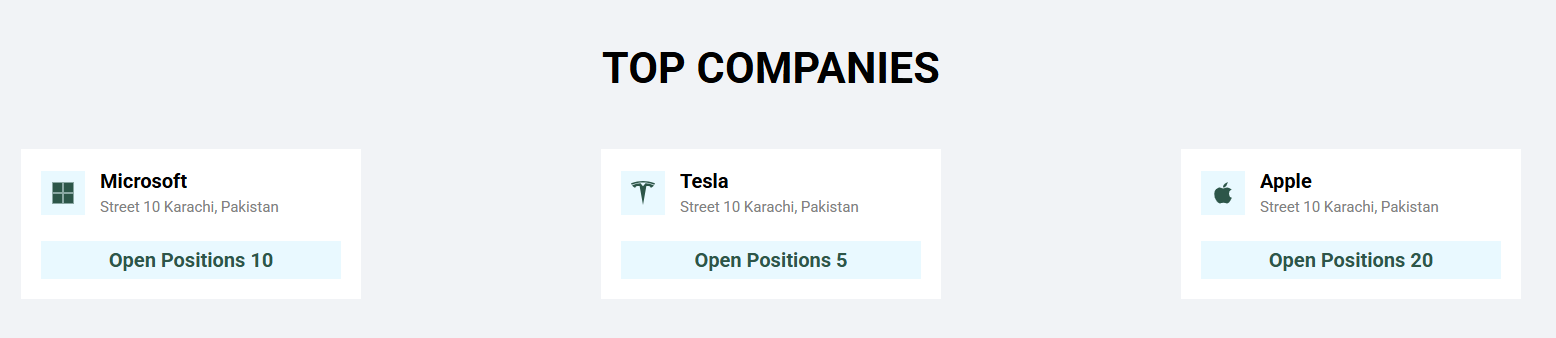 TOP COMPANIES
Microsoft
Street 10 Karachi, Pakistan
Open Positions 10
Tesla
Street 10 Karachi, Pakistan
Open Positions 5
Apple
Street 10 Karachi, Pakistan
Open Positions 20